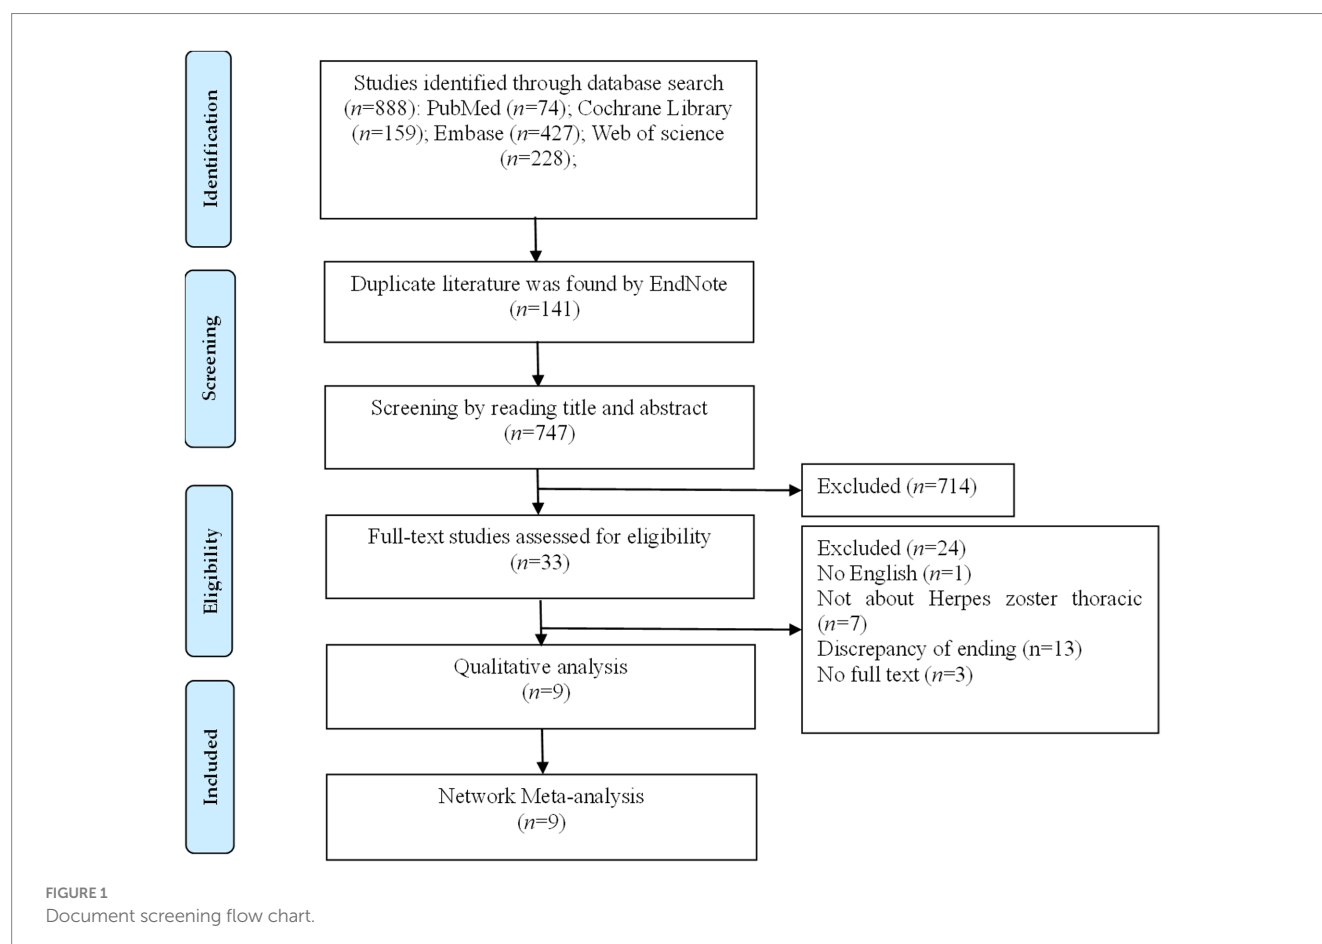 Identification
Studies identified through database search
(n=888): PubMed (n=74); Cochrane Library
(n=159); Embase (n=427); Web of science
(n=228);
Screening
Duplicate literature was found by EndNote
(n=141)
Screening by reading title and abstract
(n=747)
Excluded (n=714)
Eligibility
Full-text studies assessed for eligibility
(n=33)
Excluded (n=24)
No English (n=1)
Not about Herpes zoster thoracic
(n=7)
Discrepancy of ending (n=13)
No full text (n=3)
Included
Qualitative analysis
(n=9)
Network Meta-analysis
(n=9)
FIGURE 1
Document screening flow chart.